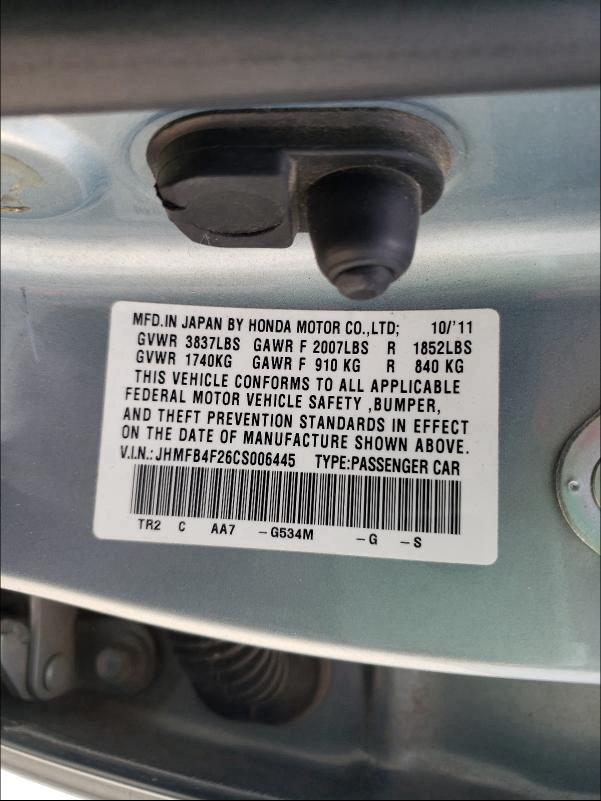 MFD.IN JAPAN BY HONDA MOTOR CO.,LTD; 10/'11
GVWR 3837LBS GAWR F 2007LBS R 1852LBS
GVWR 1740KG GAWR F 910 KG R 840 KG
THIS VEHICLE CONFORMS TO ALL APPLICABLE
FEDERAL MOTOR VEHICLE SAFETY ,BUMPER,
AND THEFT PREVENTION STANDARDS IN EFFECT
ON THE DATE OF MANUFACTURE SHOWN ABOVE.
V.I.N.:JHMFB4F26CS006445 TYPE:PASSENGER CAR
TR2 C AA7 -G534M -G -S